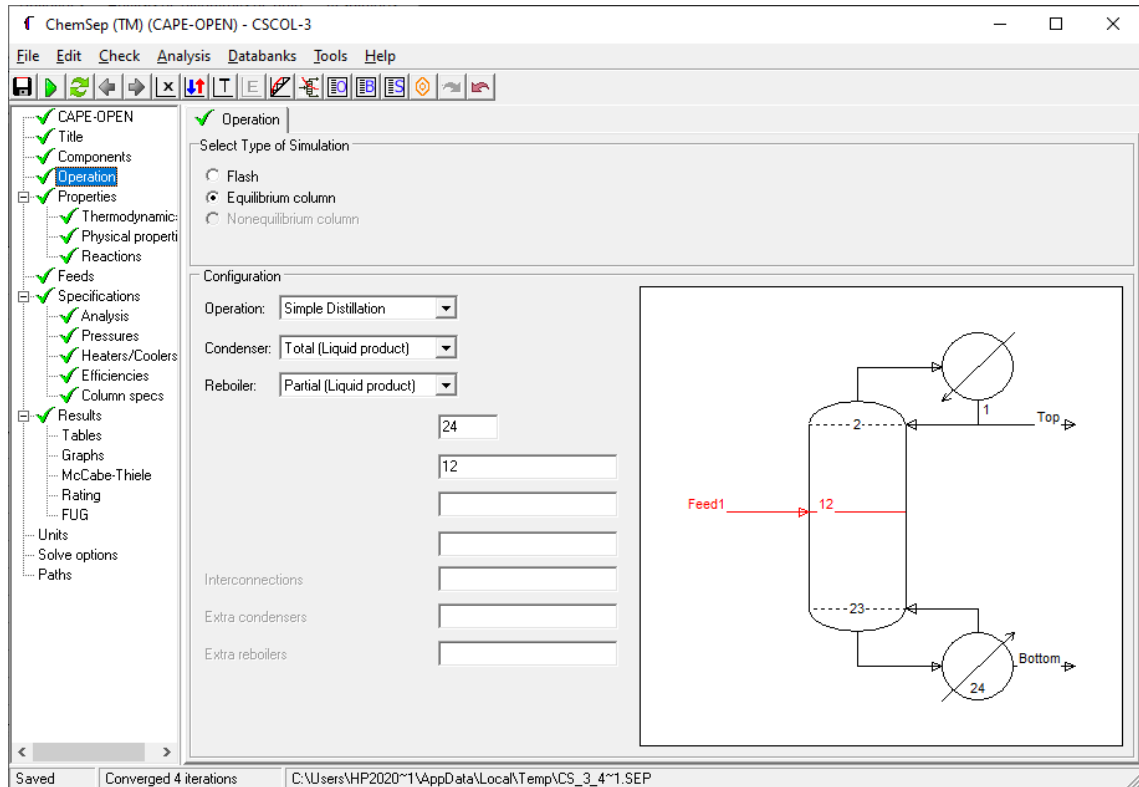 ChemSep (TM) (CAPE-OPEN) - CSCOL-3
File Edit Check Analysis Databanks Tools Help
CAPE-OPEN
Title
Components
Operation
Properties
Thermodynamic
Physical properti
Reactions
Feeds
Specifications
Analysis
Pressures
Heaters/Coolers
Efficiencies
Column specs
Results
Tables
Graphs
McCabe-Thiele
Rating
FUG
Units
Solve options
Paths
Operation
Select Type of Simulation
Flash
Equilibrium column
Nonequilibrium column
Configuration
Operation: Simple Distillation
Condenser: Total (Liquid product)
Reboiler: Partial (Liquid product)
24
12
Interconnections
Extra condensers
Extra reboilers
1
Top
2
Feed1
12
23
Bottom
24
Saved Converged 4 iterations C:\Users\HP2020~1\AppData\Local\Temp\CS_3_4~1.SEP